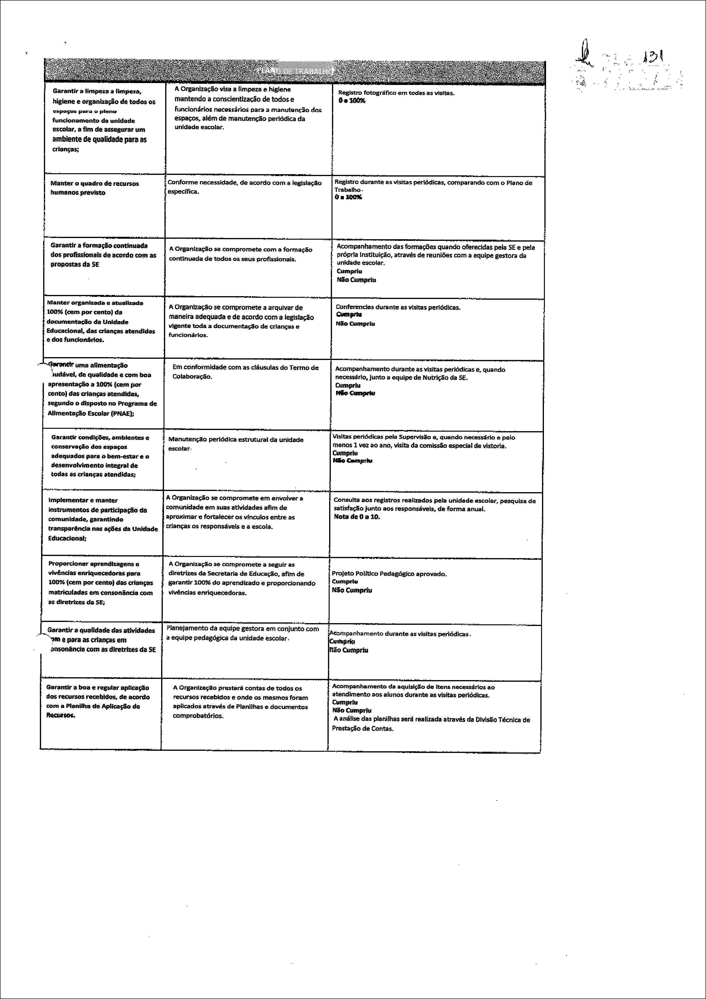 131
PLANO DE TRABALHO
Garantir a limpeza a limpeza,
higiene e organização de todos os
espaços para o pleno
funcionamento da unidade
escolar, a fim de assegurar um
ambiente de qualidade para as
crianças;
A Organização visa a limpeza e higiene
mantendo a conscientização de todos e
funcionários necessários para a manutenção dos
espaços, além de manutenção periódica da
unidade escolar.
Registro fotográfico em todas as visitas.
0 a 100%
Manter o quadro de recursos
humanos previsto
Conforme necessidade, de acordo com a legislação
específica.
Registro durante as visitas periódicas, comparando com o Plano de
Trabalho.
0 a 100%
Garantir a formação continuada
dos profissionais de acordo com as
propostas da SE
A Organização se compromete com a formação
continuada de todos os seus profissionais.
Acompanhamento das formações quando oferecidas pela SE e pela
própria Instituição, através de reuniões com a equipe gestora da
unidade escolar.
Cumpriu
Não Cumpriu
Manter organizada e atualizada
100% (cem por cento) da
documentação da Unidade
Educacional, das crianças atendidas
e dos funcionários.
A Organização se compromete a arquivar de
maneira adequada e de acordo com a legislação
vigente toda a documentação de crianças e
funcionários.
Conferencias durante as visitas periódicas.
Cumpriu
Não Cumpriu
Garantir uma alimentação
udável, de qualidade e com boa
apresentação a 100% (cem por
cento) das crianças atendidas,
segundo o disposto no Programa de
Alimentação Escolar (PNAE);
Em conformidade com as cláusulas do Termo de
Colaboração.
Acompanhamento durante as visitas periódicas e, quando
necessário, junto a equipe de Nutrição da SE.
Cumpriu
Não Cumpriu
Garantir condições, ambientes e
conservação dos espaços
adequados para o bem-estar e o
desenvolvimento integral de
todas as crianças atendidas;
Manutenção periódica estrutural da unidade
escolar.
Visitas periódicas pela Supervisão e, quando necessário e pelo
menos 1 vez ao ano, visita da comissão especial de vistoria.
Cumpriu
Não Cumpriu
Implementar e manter
instrumentos de participação da
comunidade, garantindo
transparência nas ações da Unidade
Educacional;
A Organização se compromete em envolver a
comunidade em suas atividades afim de
aproximar e fortalecer os vínculos entre as
crianças os responsáveis e a escola.
Consulta aos registros realizados pela unidade escolar, pesquisa de
satisfação junto aos responsáveis, de forma anual.
Nota de 0 a 10.
Proporcionar aprendizagens e
vivências enriquecedoras para
100% (cem por cento) das crianças
matriculadas em consonância com
as diretrizes da SE;
A Organização se compromete a seguir as
diretrizes da Secretaria de Educação, afim de
garantir 100% do aprendizado e proporcionando
vivências enriquecedoras.
Projeto Político Pedagógico aprovado.
Cumpriu
Não Cumpriu
Garantir a qualidade das atividades
om e para as crianças em
onsonância com as diretrizes da SE
Planejamento da equipe gestora em conjunto com
a equipe pedagógica da unidade escolar.
Acompanhamento durante as visitas periódicas.
Cumpriu
Não Cumpriu
Garantir a boa e regular aplicação
dos recursos recebidos, de acordo
com a Planilha de Aplicação de
Recursos.
A Organização prestará contas de todos os
recursos recebidos e onde os mesmos foram
aplicados através de Planilhas e documentos
comprobatórios.
Acompanhamento da aquisição de itens necessários ao
atendimento aos alunos durante as visitas periódicas.
Cumpriu
Não Cumpriu
A análise das planilhas será realizada através da Divisão Técnica de
Prestação de Contas.